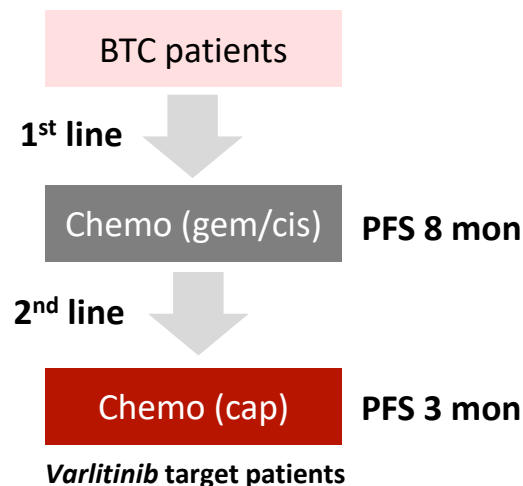 BTC patients
1st line
Chemo (gem/cis)
PFS 8 mon
2nd line
Chemo (cap)
PFS 3 mon
Varlitinib target patients